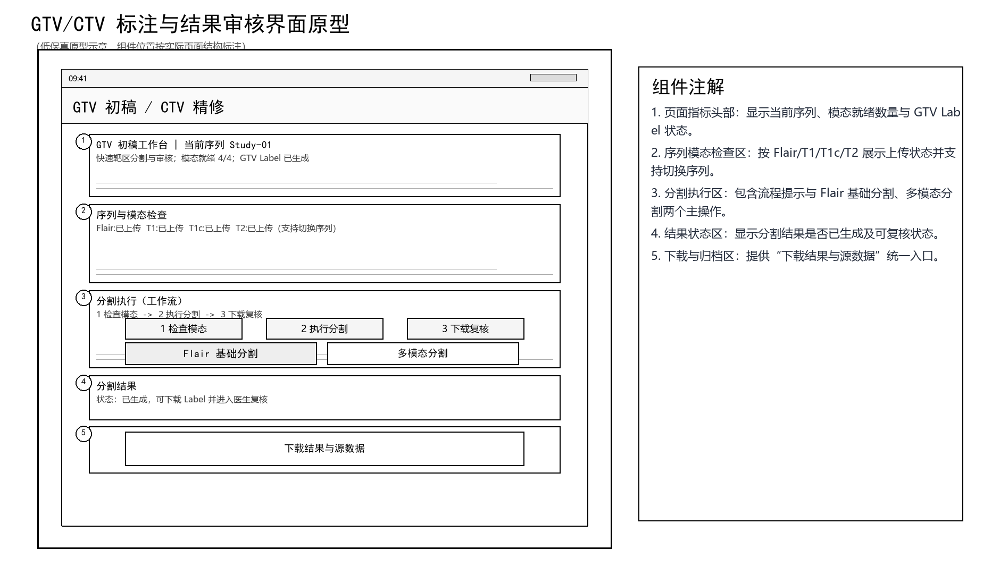 GTV/CTV 标注与结果审核界面原型
（低保真原型示意，组件位置按实际页面结构标注）
09:41
GTV 初稿 / CTV 精修
1
GTV 初稿工作台 | 当前序列 Study-01
快速靶区分割与审核；模态就绪 4/4；GTV Label 已生成
2
序列与模态检查
Flair:已上传 T1:已上传 T1c:已上传 T2:已上传（支持切换序列）
3
分割执行（工作流）
1 检查模态 -> 2 执行分割 -> 3 下载复核
1 检查模态
2 执行分割
3 下载复核
Flair 基础分割
多模态分割
4
分割结果
状态：已生成，可下载 Label 并进入医生复核
5
下载结果与源数据
组件注解
1. 页面指标头部：显示当前序列、模态就绪数量与 GTV Lab
el 状态。
2. 序列模态检查区：按 Flair/T1/T1c/T2 展示上传状态并支
持切换序列。
3. 分割执行区：包含流程提示与 Flair 基础分割、多模态分
割两个主操作。
4. 结果状态区：显示分割结果是否已生成及可复核状态。
5. 下载与归档区：提供“下载结果与源数据”统一入口。